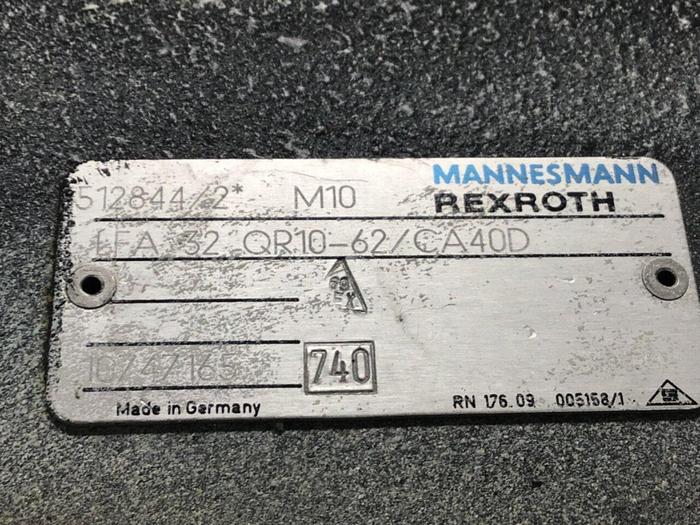 MANNESMANN
512844/2* M10 REXROTH
LFA 32 QR10-62/CA40D
10247165
740
Made in Germany RN 176.09 005158/1